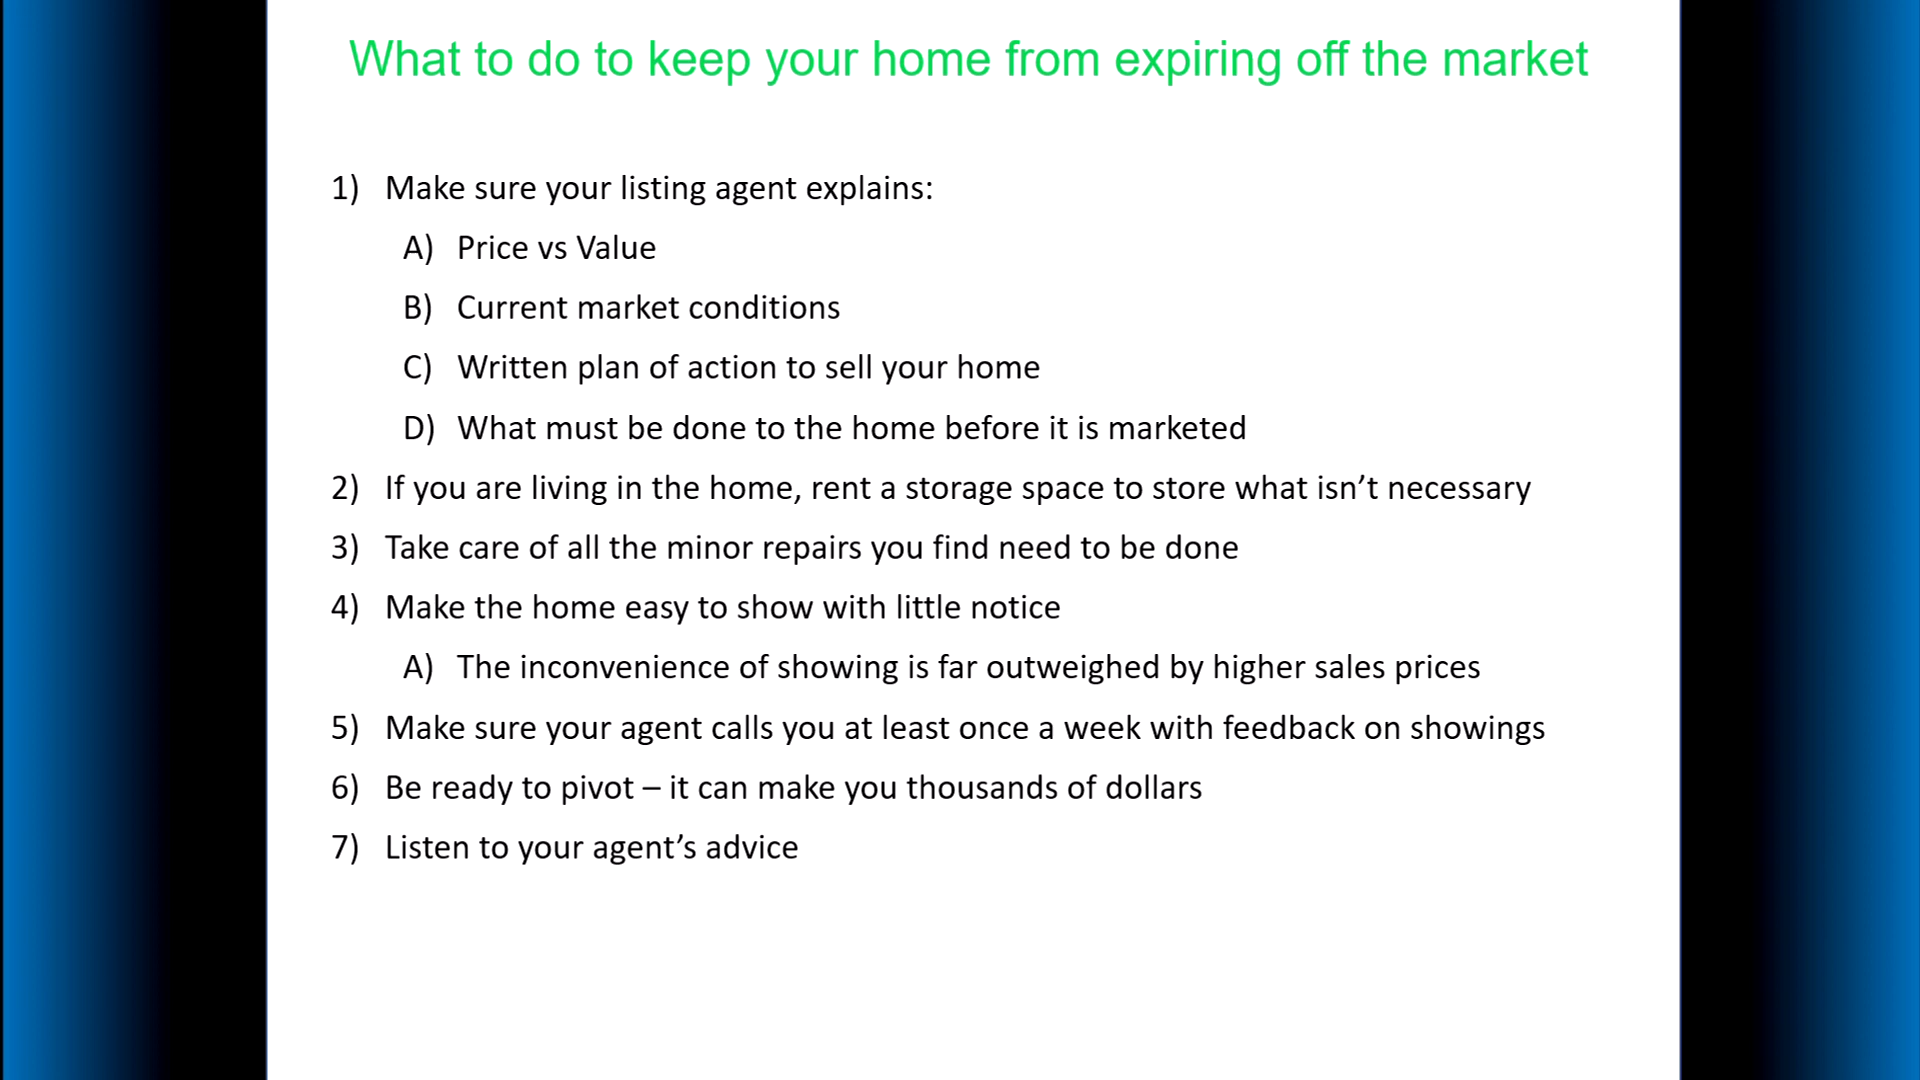 What to do to keep your home from expiring off the market
1) Make sure your listing agent explains:
A) Price vs Value
B) Current market conditions
C) Written plan of action to sell your home
D) What must be done to the home before it is marketed
2) If you are living in the home, rent a storage space to store what isn’t necessary
3) Take care of all the minor repairs you find need to be done
4) Make the home easy to show with little notice
A) The inconvenience of showing is far outweighed by higher sales prices
5) Make sure your agent calls you at least once a week with feedback on showings
6) Be ready to pivot – it can make you thousands of dollars
7) Listen to your agent’s advice